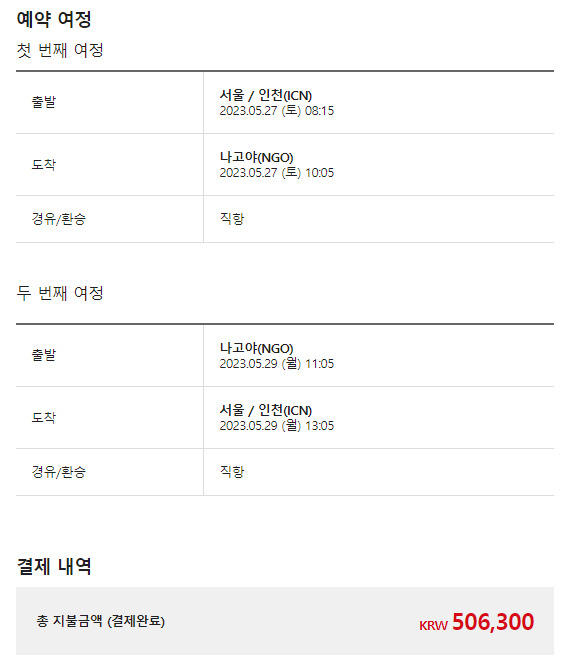 예약 여정
첫 번째 여정
출발
서울 / 인천(ICN)
2023.05.27 (토) 08:15
도착
나고야(NGO)
2023.05.27 (토) 10:05
경유/환승
직항
두 번째 여정
출발
나고야(NGO)
2023.05.29 (월) 11:05
도착
서울 / 인천(ICN)
2023.05.29 (월) 13:05
경유/환승
직항
결제 내역
총 지불금액 (결제완료)
KRW 506,300